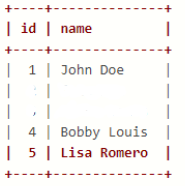 +----+--------------+
| id | name         |
+----+--------------+
|  1 | John Doe     |
|  4 | Bobby Louis  |
|  5 | Lisa Romero  |
+----+--------------+